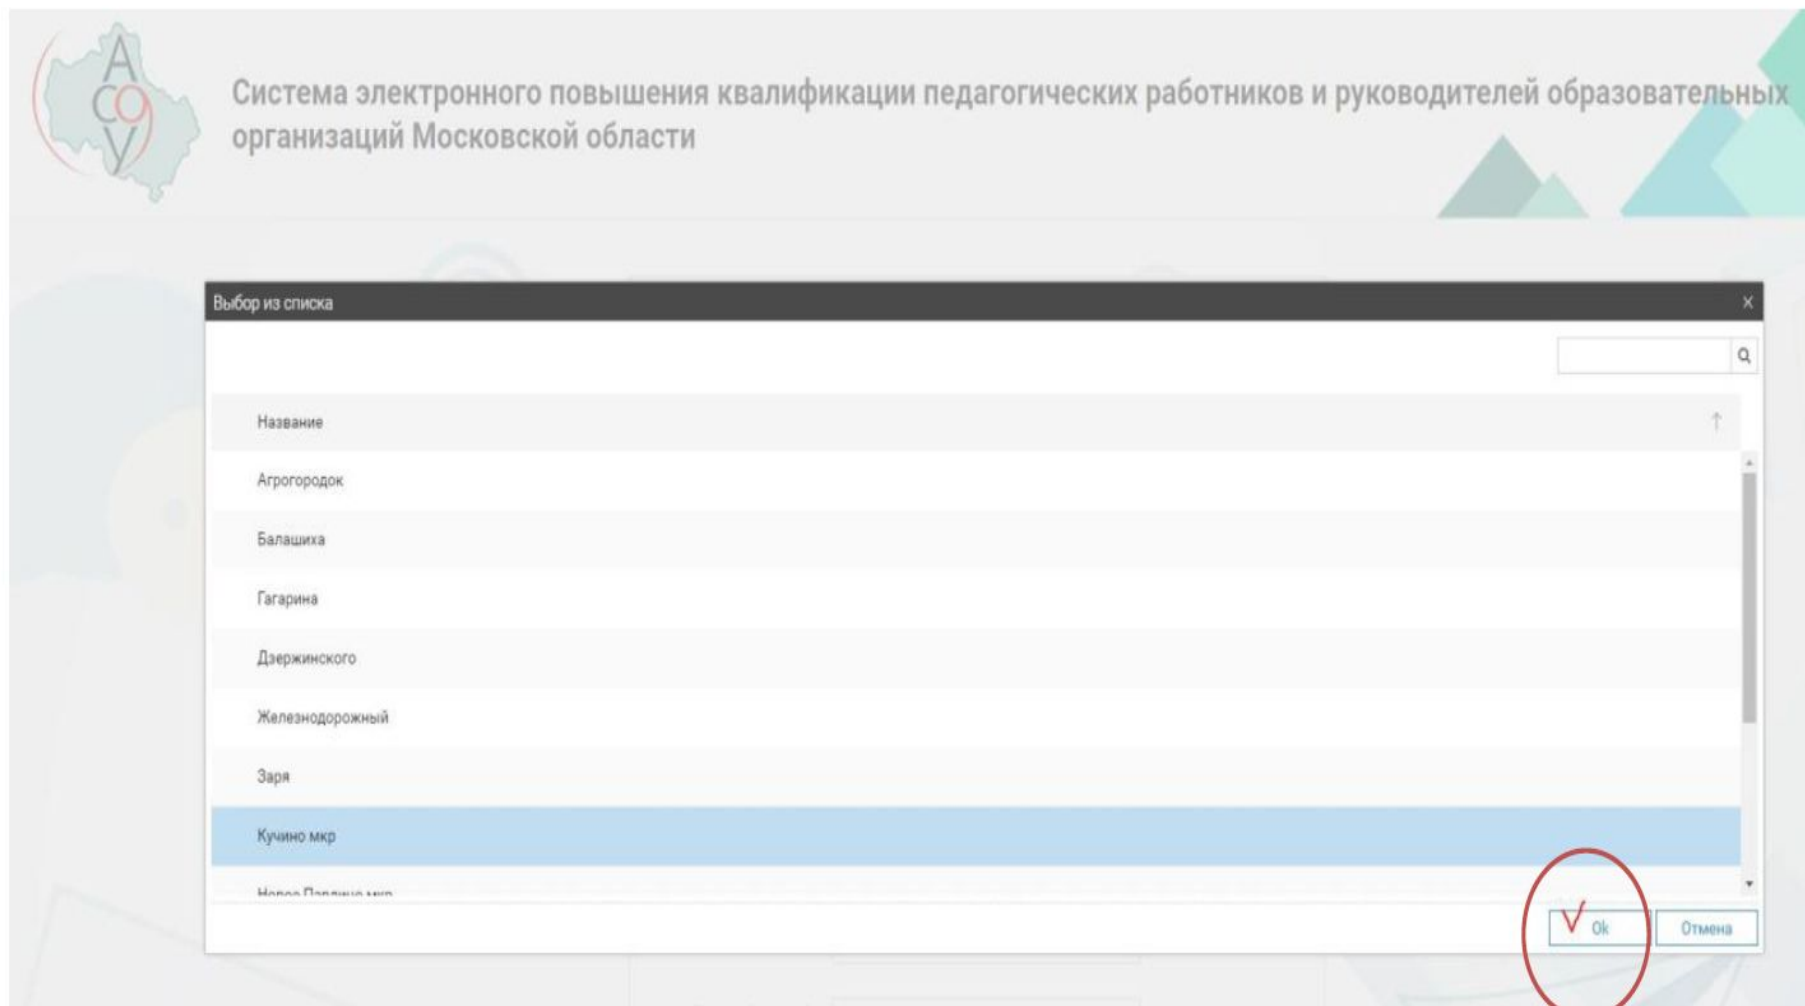 АСОУ
Система электронного повышения квалификации педагогических работников и руководителей образовательных
организаций Московской области
Выбор из списка
Название
Агрогородок
Балашиха
Гагарина
Дзержинского
Железнодорожный
Заря
Кучино мкр
Ok Отмена